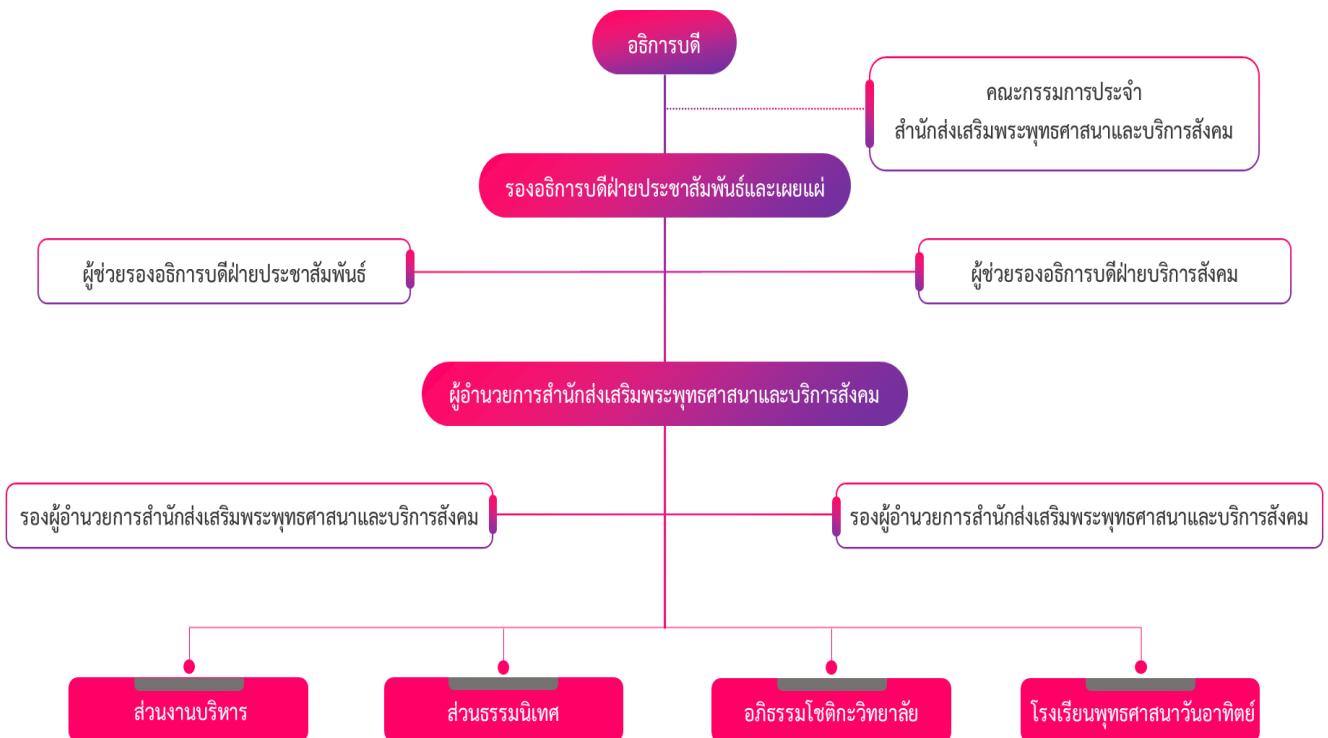 อธิการบดี
คณะกรรมการประจำ
สำนักส่งเสริมพระพุทธศาสนาและบริการสังคม
รองอธิการบดีฝ่ายประชาสัมพันธ์และเผยแผ่
ผู้ช่วยรองอธิการบดีฝ่ายประชาสัมพันธ์
ผู้ช่วยรองอธิการบดีฝ่ายบริการสังคม
ผู้อำนวยการสำนักส่งเสริมพระพุทธศาสนาและบริการสังคม
รองผู้อำนวยการสำนักส่งเสริมพระพุทธศาสนาและบริการสังคม
รองผู้อำนวยการสำนักส่งเสริมพระพุทธศาสนาและบริการสังคม
ส่วนงานบริหาร
ส่วนธรรมนิเทศ
อภิธรรมโชติกะวิทยาลัย
โรงเรียนพุทธศาสนาวันอาทิตย์